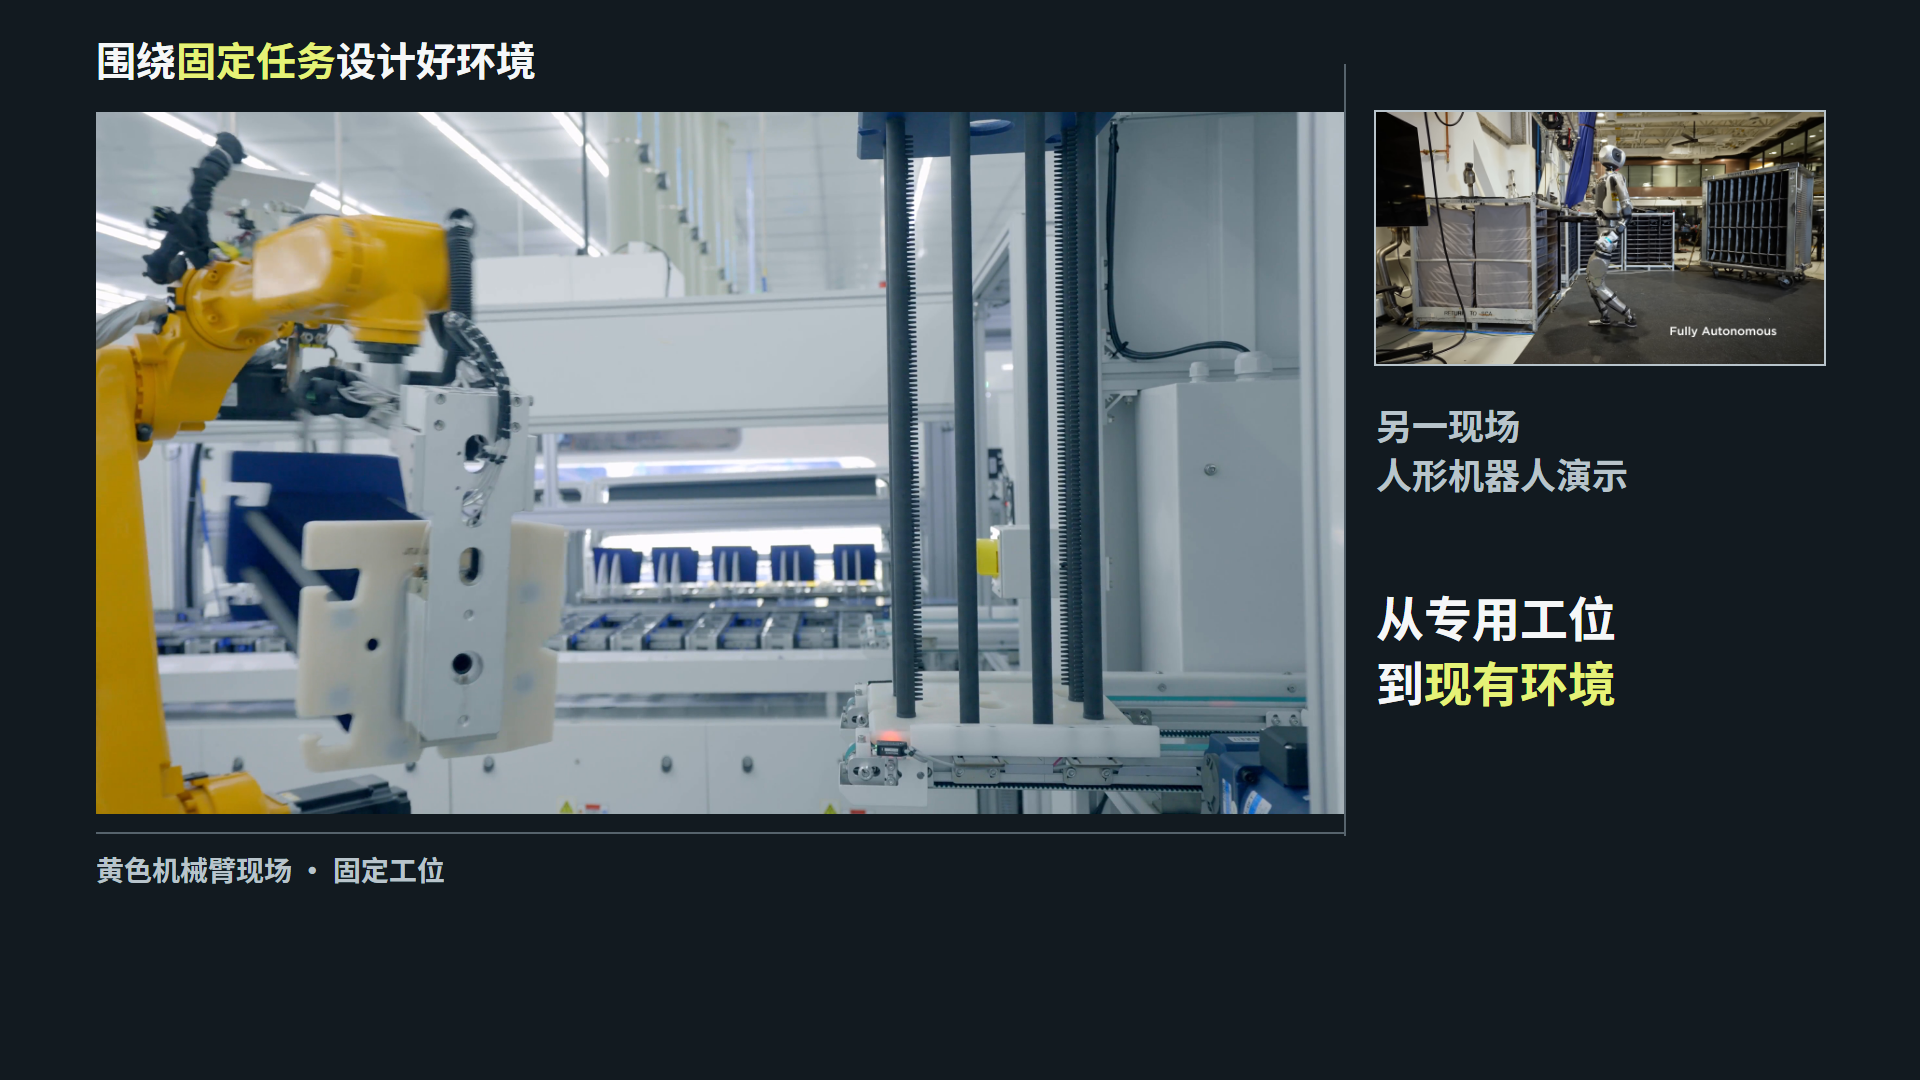 围绕固定任务设计好环境
RETURN TO
Fully Autonomous
另一现场
人形机器人演示
从专用工位
到现有环境
黄色机械臂现场 · 固定工位